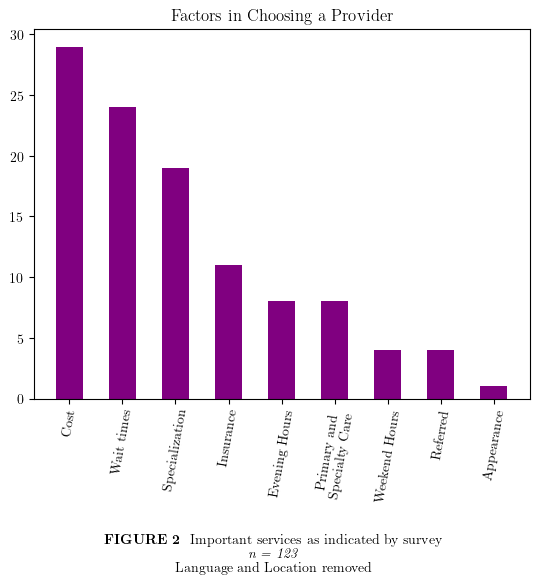 Factors in Choosing a Provider
30
25
20
15
10
5
0
Cost
Wait times
Specialization
Insurance
Evening Hours
Primary and
Specialty Care
Weekend Hours
Referred
Appearance
FIGURE 2 Important services as indicated by survey
n = 123
Language and Location removed